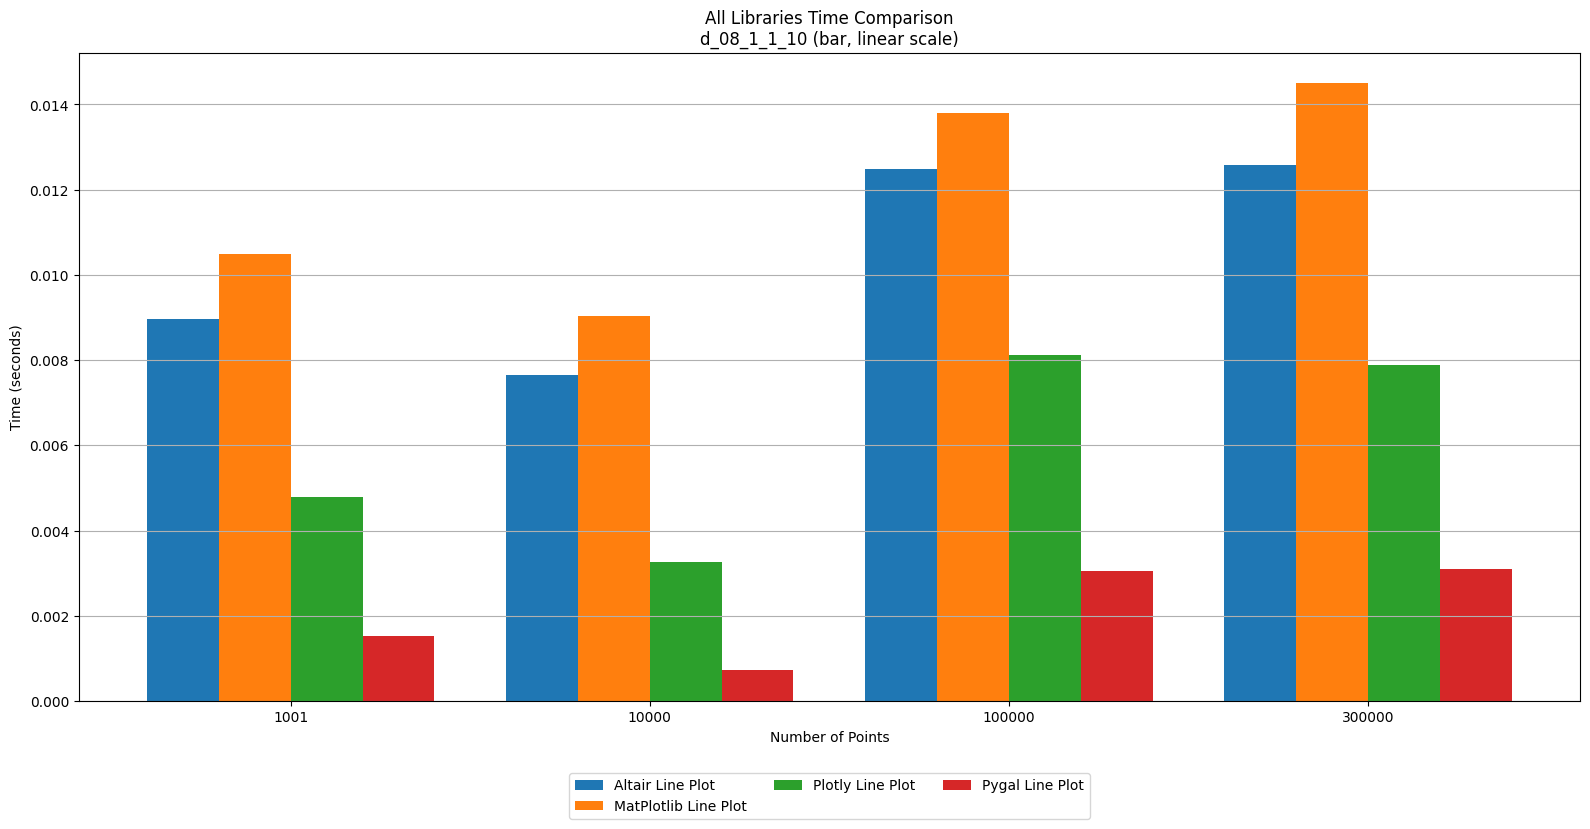 All Libraries Time Comparison
d_08_1_1_10 (bar, linear scale)
Time (seconds)
0.014
0.012
0.010
0.008
0.006
0.004
0.002
0.000
1001 10000 100000 300000
Number of Points
Altair Line Plot Plotly Line Plot Pygal Line Plot
MatPlotlib Line Plot